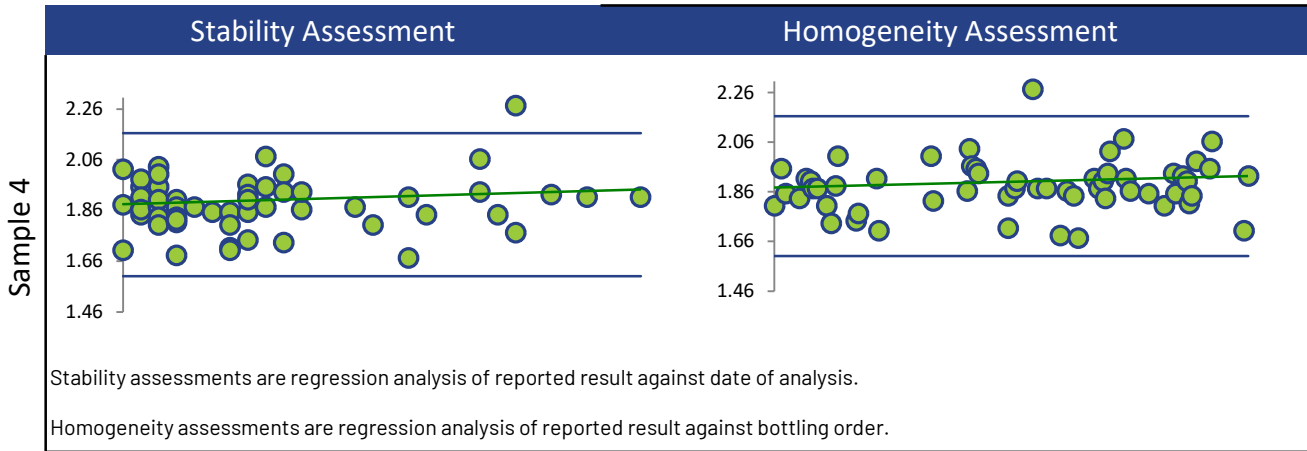 Stability Assessment
Homogeneity Assessment
Sample 4
2.26
2.06
1.86
1.66
1.46
2.26
2.06
1.86
1.66
1.46
Stability assessments are regression analysis of reported result against date of analysis.
Homogeneity assessments are regression analysis of reported result against bottling order.